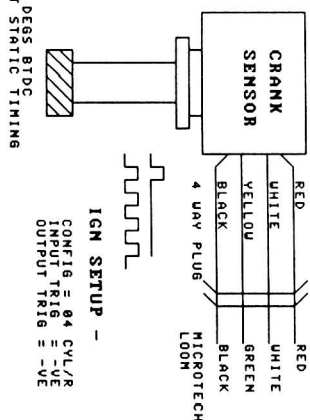 CRANK
SENSOR
RED
WHITE
YELLOW
BLACK
4 WAY PLUG
RED
WHITE
GREEN
BLACK
MICROTECH
LOOM
DEGS BTDC
T STATIC TIMING
IGN SETUP -
CONFIG = 04 CYL/R
INPUT TRIG = -VE
OUTPUT TRIG = -VE